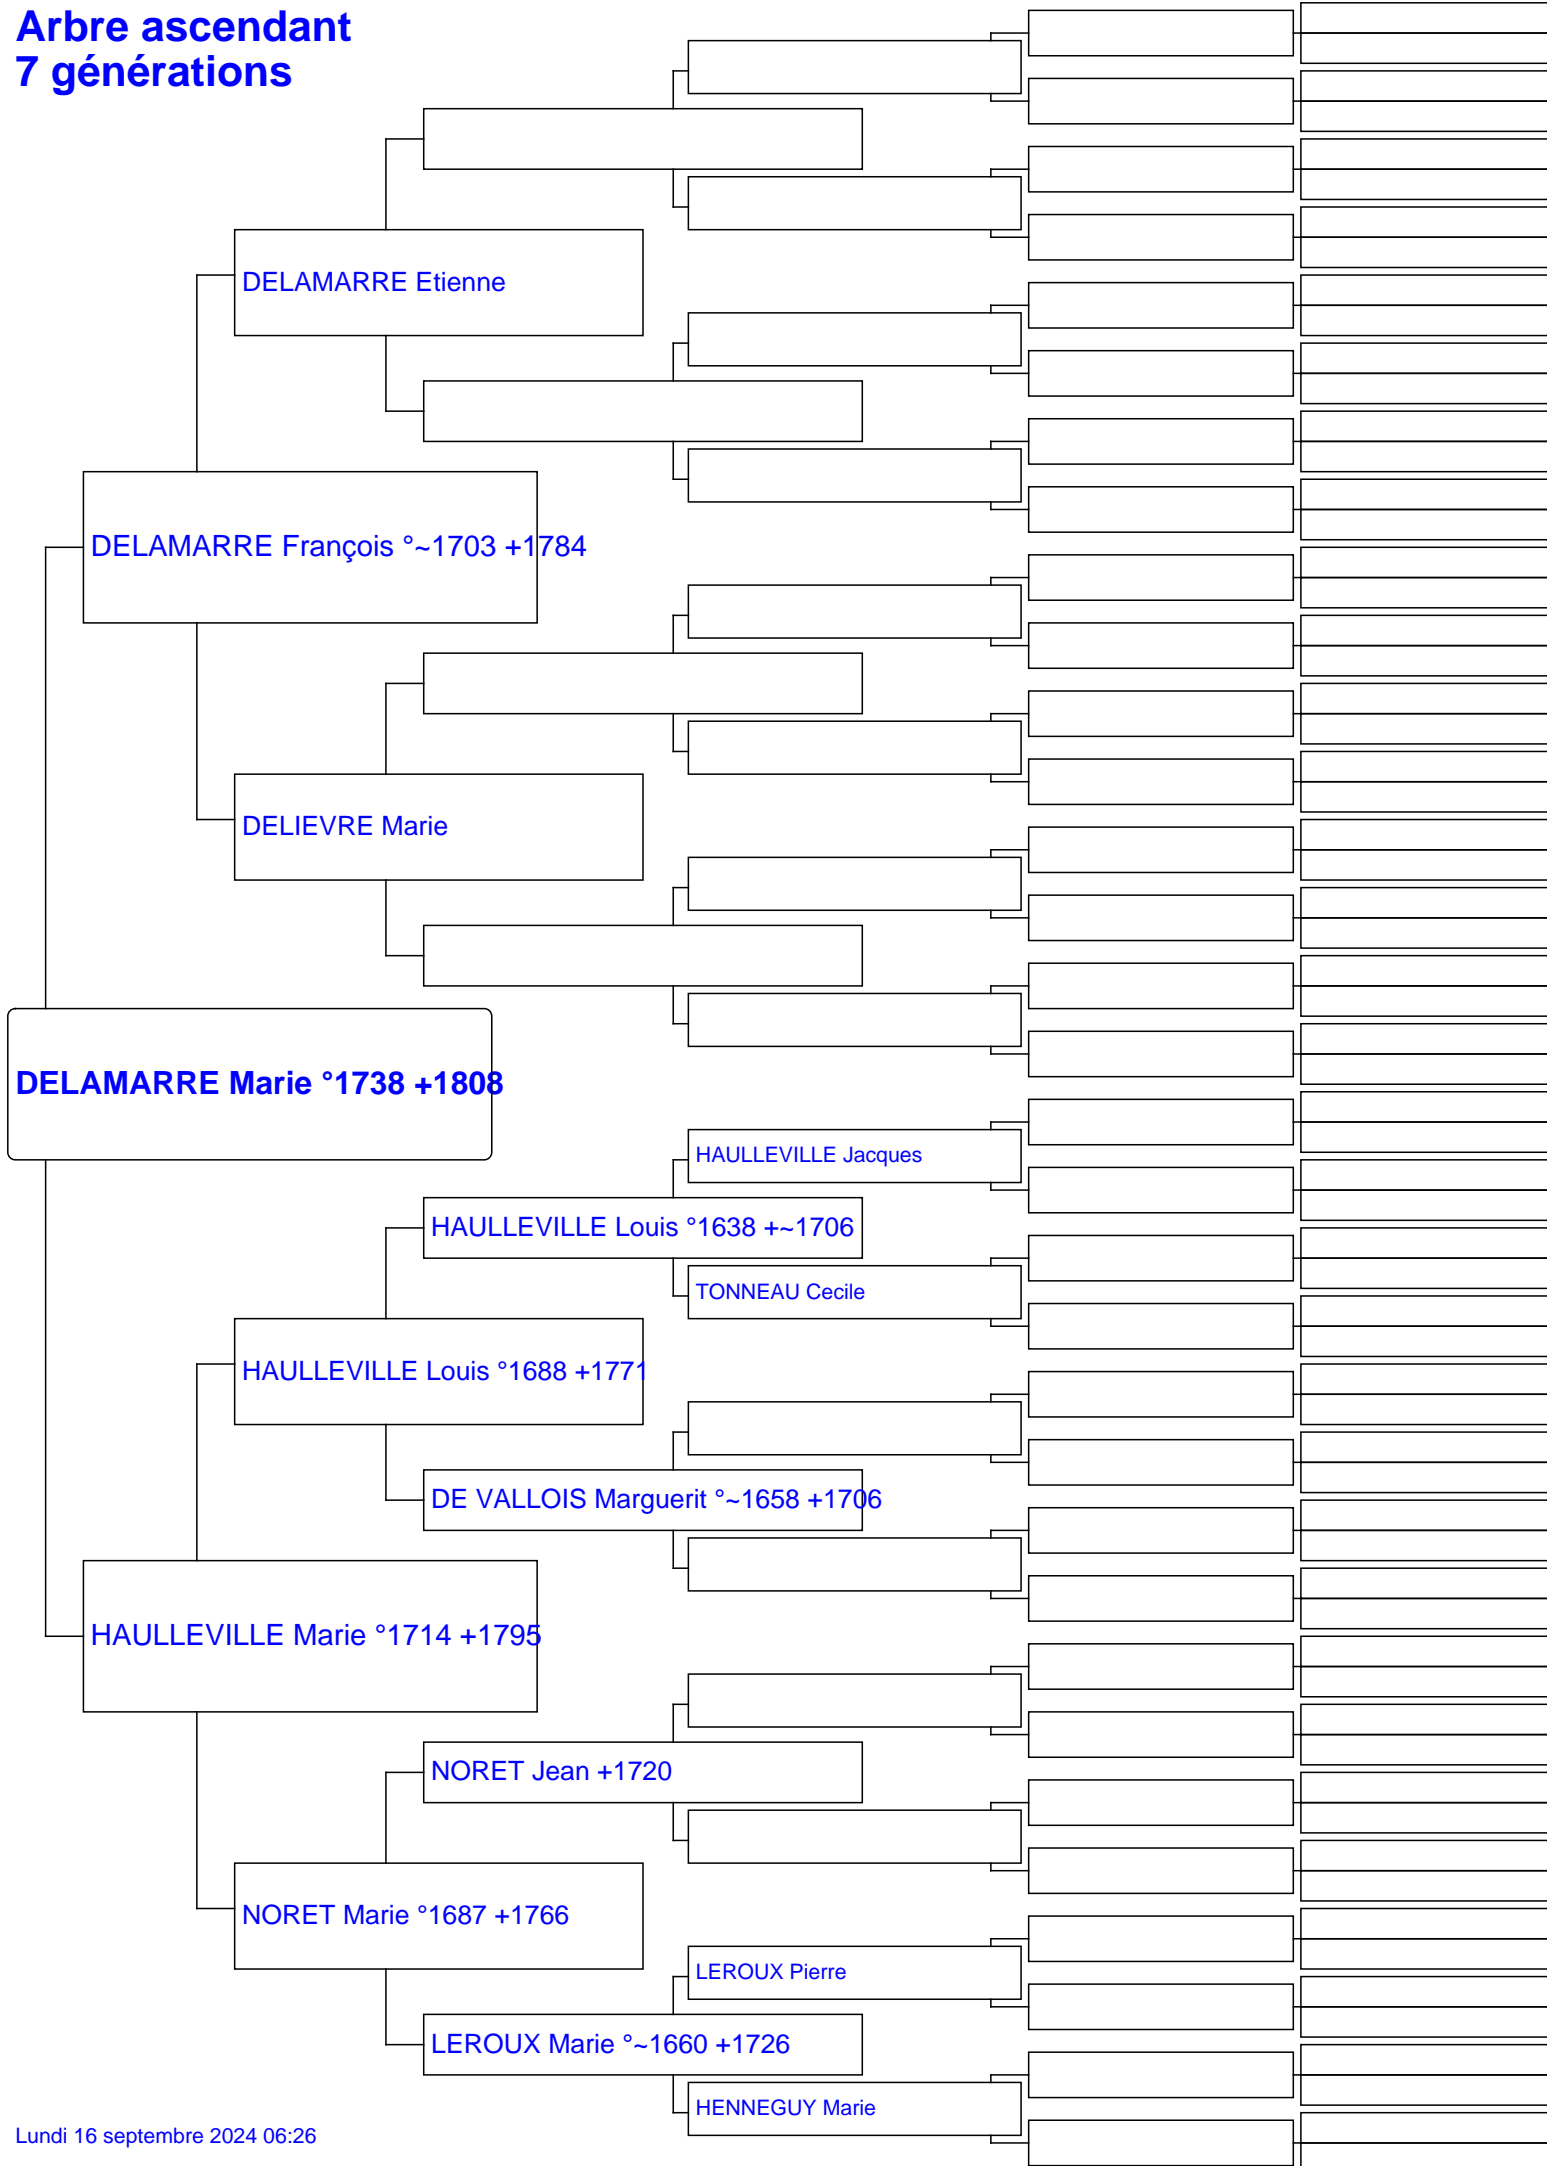 Arbre ascendant
7 générations
DELAMARRE Etienne
DELAMARRE François °~1703 +1784
DELIEVRE Marie
DELAMARRE Marie °1738 +1808
HAULLEVILLE Jacques
HAULLEVILLE Louis °1638 +~1706
TONNEAU Cecile
HAULLEVILLE Louis °1688 +1771
DE VALLOIS Marguerit °~1658 +1706
HAULLEVILLE Marie °1714 +1795
NORET Jean +1720
NORET Marie °1687 +1766
LEROUX Pierre
LEROUX Marie °~1660 +1726
HENNEGUY Marie
Lundi 16 septembre 2024 06:26